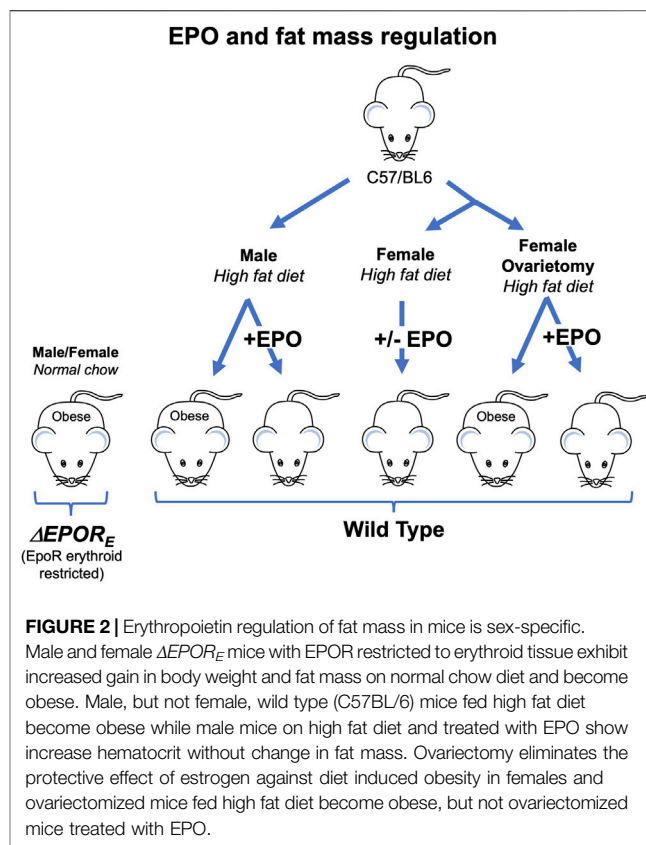 EPO and fat mass regulation
C57/BL6
Male
High fat diet
Female
High fat diet
Female
Ovarietomy
High fat diet
+EPO
+/- EPO
+EPO
Male/Female
Normal chow
Obese
Obese
Obese
ΔEPOR_E
(EpoR erythroid
restricted)
Wild Type
FIGURE 2 | Erythropoietin regulation of fat mass in mice is sex-specific.
Male and female ΔEPOR_E mice with EPOR restricted to erythroid tissue exhibit
increased gain in body weight and fat mass on normal chow diet and become
obese. Male, but not female, wild type (C57BL/6) mice fed high fat diet
become obese while male mice on high fat diet and treated with EPO show
increase hematocrit without change in fat mass. Ovariectomy eliminates the
protective effect of estrogen against diet induced obesity in females and
ovariectomized mice fed high fat diet become obese, but not ovariectomized
mice treated with EPO.